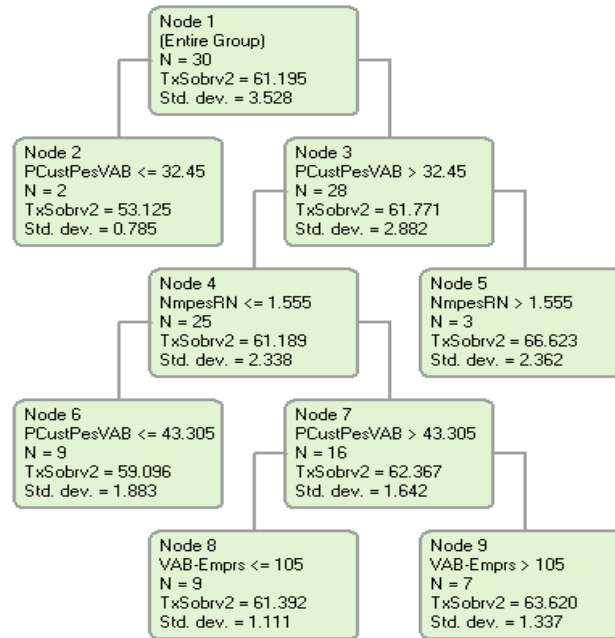 Node 1
(Entire Group)
N = 30
TxSobrv2 = 61.195
Std. dev. = 3.528
Node 2
PCustPesVAB <= 32.45
N = 2
TxSobrv2 = 53.125
Std. dev. = 0.785
Node 3
PCustPesVAB > 32.45
N = 28
TxSobrv2 = 61.771
Std. dev. = 2.882
Node 4
NmpesRN <= 1.555
N = 25
TxSobrv2 = 61.189
Std. dev. = 2.338
Node 5
NmpesRN > 1.555
N = 3
TxSobrv2 = 66.623
Std. dev. = 2.362
Node 6
PCustPesVAB <= 43.305
N = 9
TxSobrv2 = 59.096
Std. dev. = 1.883
Node 7
PCustPesVAB > 43.305
N = 16
TxSobrv2 = 62.367
Std. dev. = 1.642
Node 8
VAB-Emprs <= 105
N = 9
TxSobrv2 = 61.392
Std. dev. = 1.111
Node 9
VAB-Emprs > 105
N = 7
TxSobrv2 = 63.620
Std. dev. = 1.337